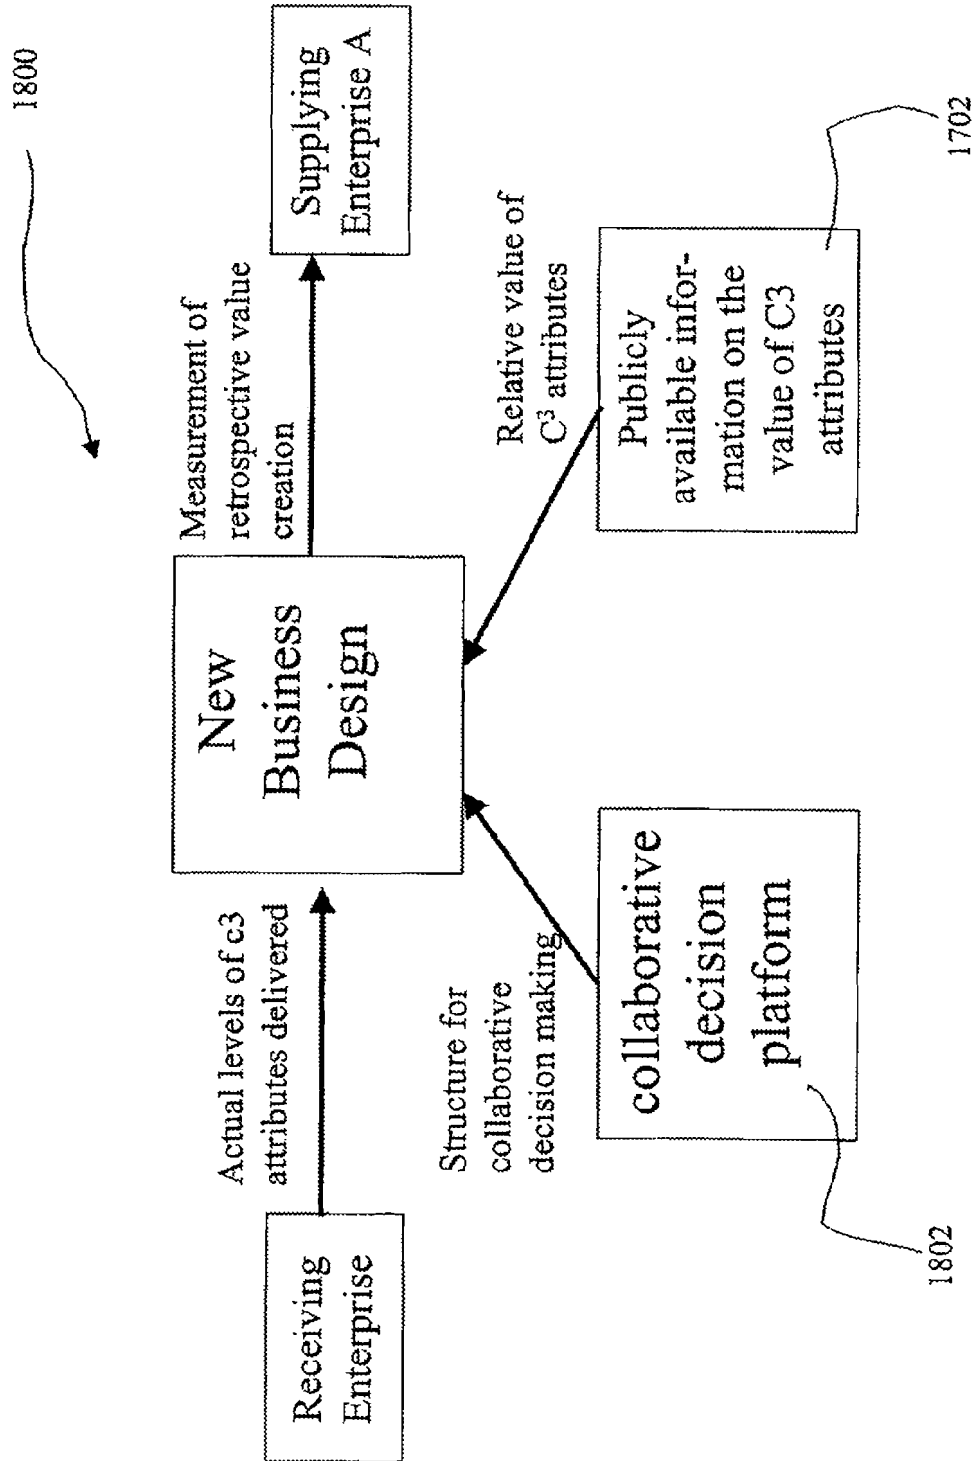 1800
Receiving
Enterprise
Actual levels of c3
attributes delivered
New
Business
Design
Measurement of
retrospective value
creation
Supplying
Enterprise A
Structure for
collaborative
decision making
Relative value of
C³ attributes
collaborative
decision
platform
Publicly
available infor-
mation on the
value of C3
attributes
1802
1702